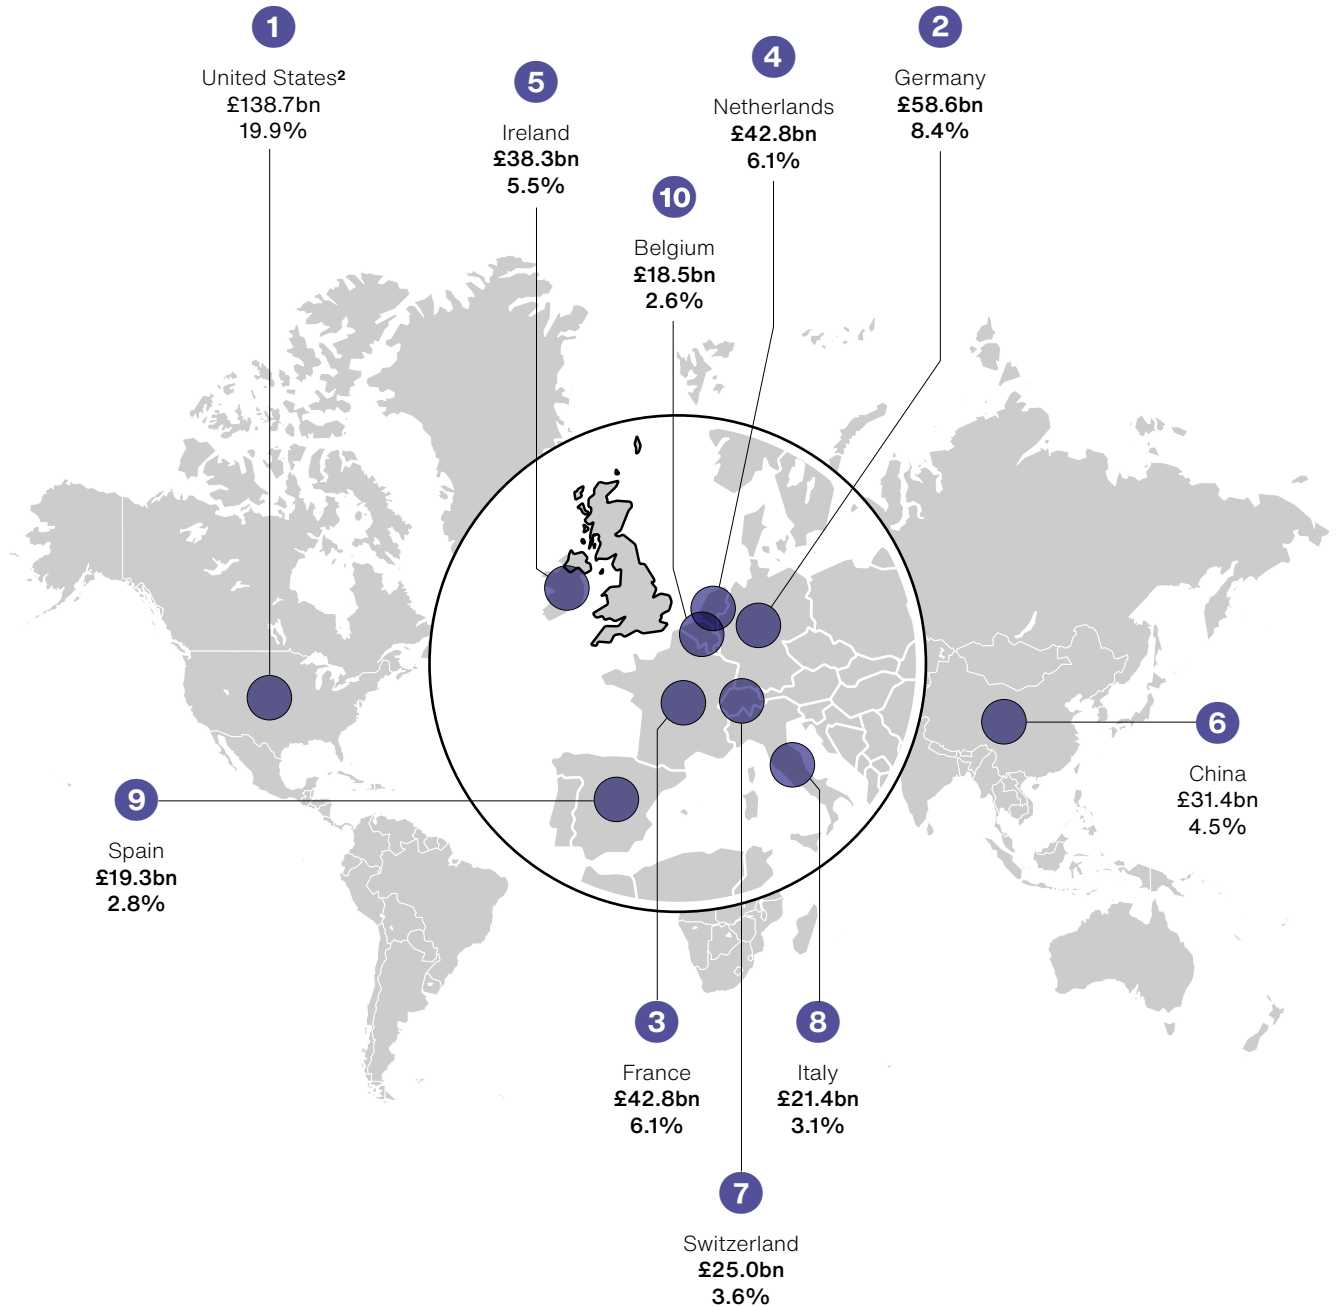 1
United States²
£138.7bn
19.9%
2
Germany
£58.6bn
8.4%
4
Netherlands
£42.8bn
6.1%
5
Ireland
£38.3bn
5.5%
10
Belgium
£18.5bn
2.6%
6
China
£31.4bn
4.5%
9
Spain
£19.3bn
2.8%
3
France
£42.8bn
6.1%
8
Italy
£21.4bn
3.1%
7
Switzerland
£25.0bn
3.6%